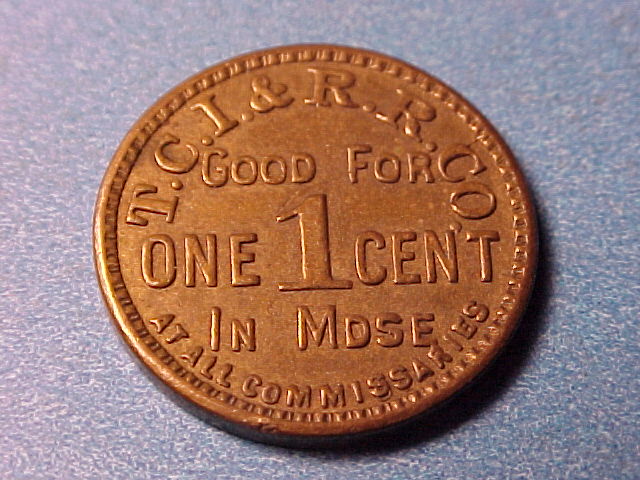 T.C.I. & R.R.CO
GOOD FOR
ONE 1 CENT
IN MDSE
AT ALL COMMISSARIES